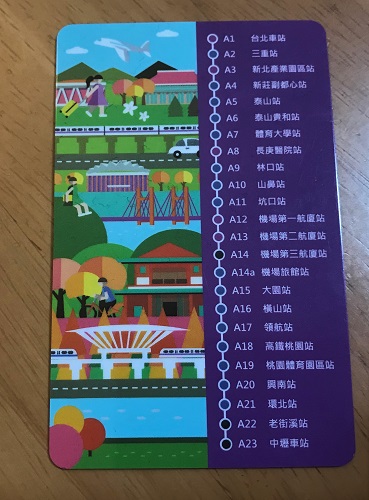 A1 台北車站
A2 三重站
A3 新北產業園區站
A4 新莊副都心站
A5 泰山站
A6 泰山貴和站
A7 體育大學站
A8 長庚醫院站
A9 林口站
A10 山鼻站
A11 坑口站
A12 機場第一航廈站
A13 機場第二航廈站
A14 機場第三航廈站
A14a 機場旅館站
A15 大園站
A16 橫山站
A17 領航站
A18 高鐵桃園站
A19 桃園體育園區站
A20 興南站
A21 環北站
A22 老街溪站
A23 中壢車站